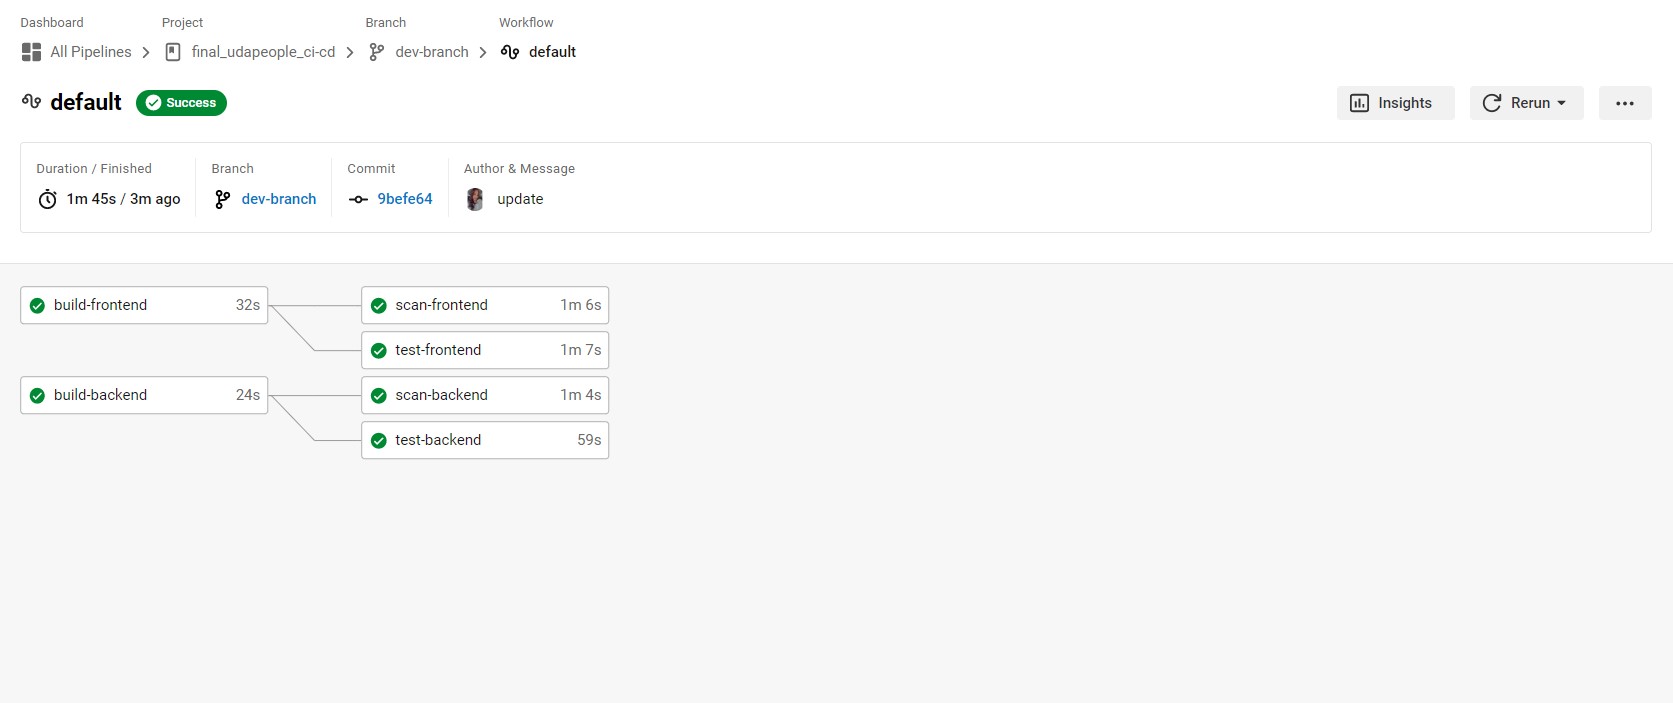 Dashboard Project Branch Workflow
All Pipelines final_udapeople_ci-cd dev-branch default
default Success Insights Rerun
Duration / Finished Branch Commit Author & Message
1m 45s / 3m ago dev-branch 9befe64 update
build-frontend 32s scan-frontend 1m 6s
test-frontend 1m 7s
build-backend 24s scan-backend 1m 4s
test-backend 59s